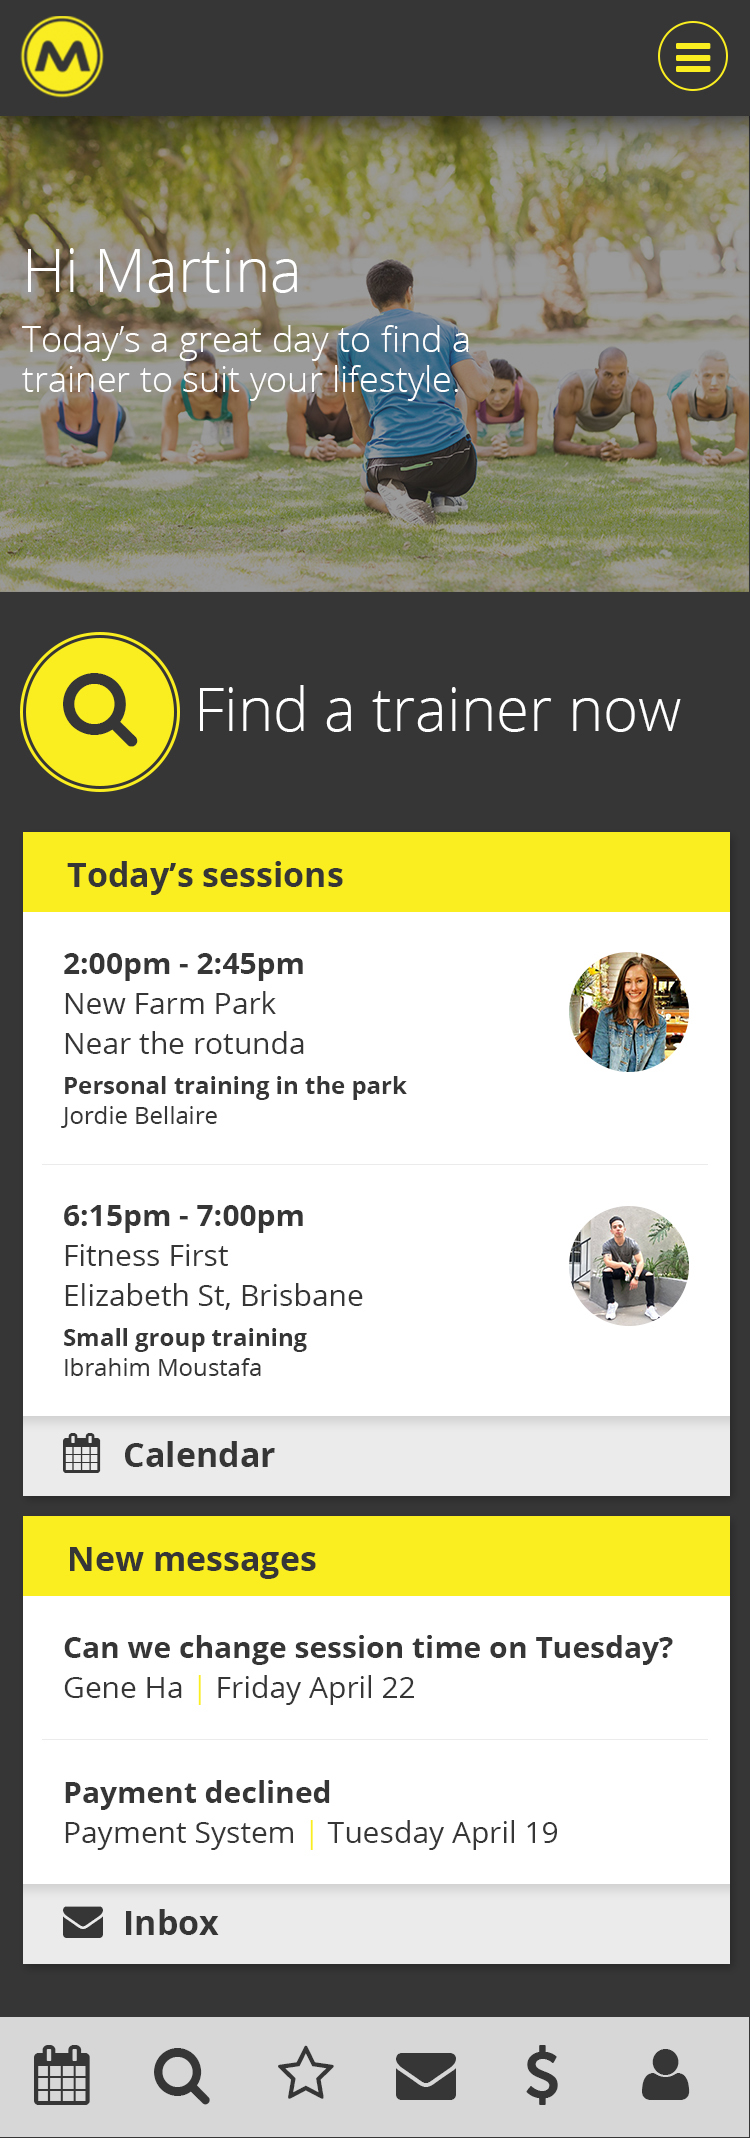 M
Hi Martina
Today’s a great day to find a
trainer to suit your lifestyle.
Find a trainer now
Today’s sessions
2:00pm - 2:45pm
New Farm Park
Near the rotunda
Personal training in the park
Jordie Bellaire
6:15pm - 7:00pm
Fitness First
Elizabeth St, Brisbane
Small group training
Ibrahim Moustafa
Calendar
New messages
Can we change session time on Tuesday?
Gene Ha | Friday April 22
Payment declined
Payment System | Tuesday April 19
Inbox
$